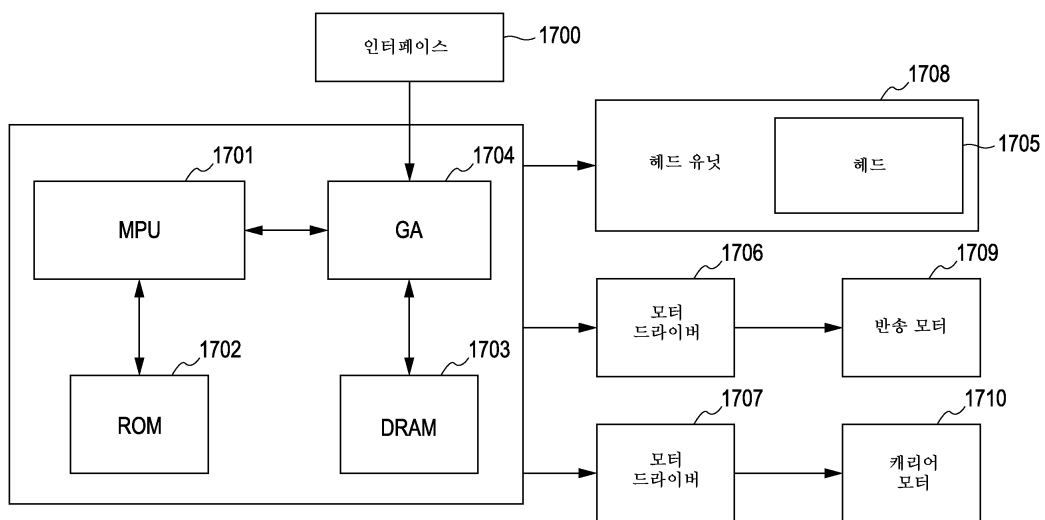 인터페이스
1700
1708
헤드 유닛
헤드
1705
1701
MPU
1704
GA
1706
모터
드라이버
1709
반송 모터
1702
ROM
1703
DRAM
1707
모터
드라이버
1710
캐리어
모터